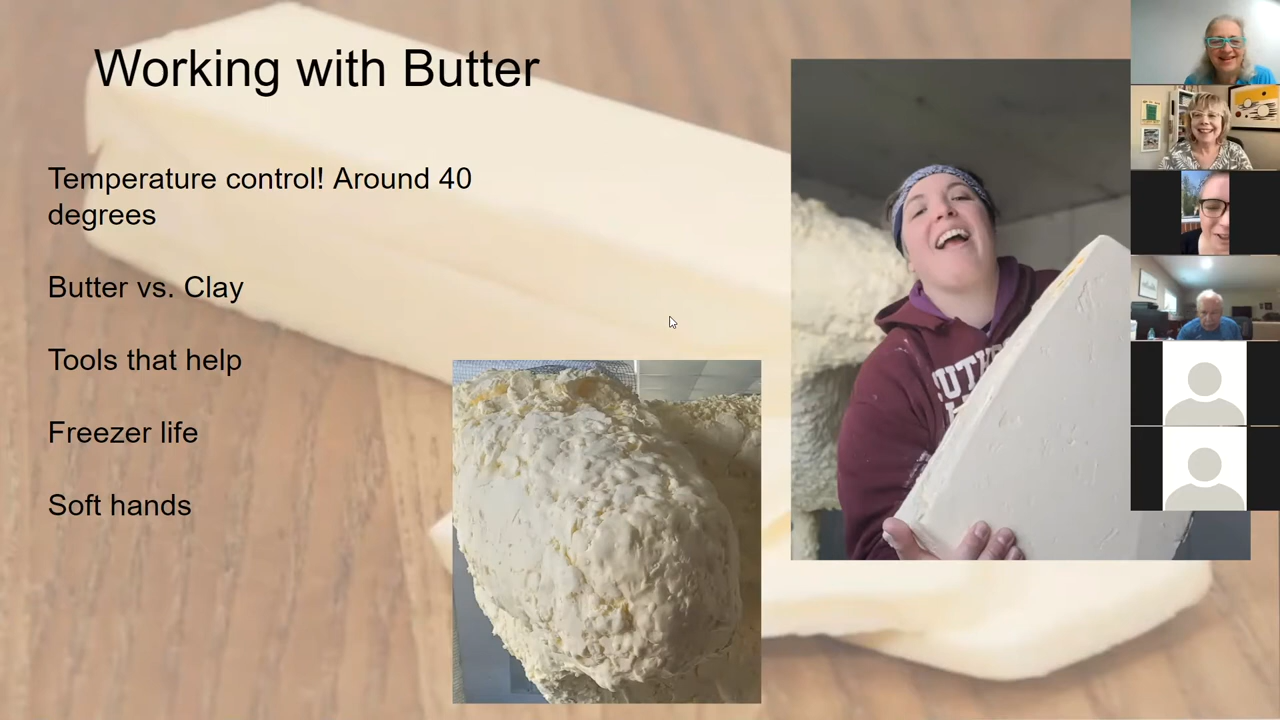 Working with Butter
Temperature control! Around 40
degrees
Butter vs. Clay
Tools that help
Freezer life
Soft hands